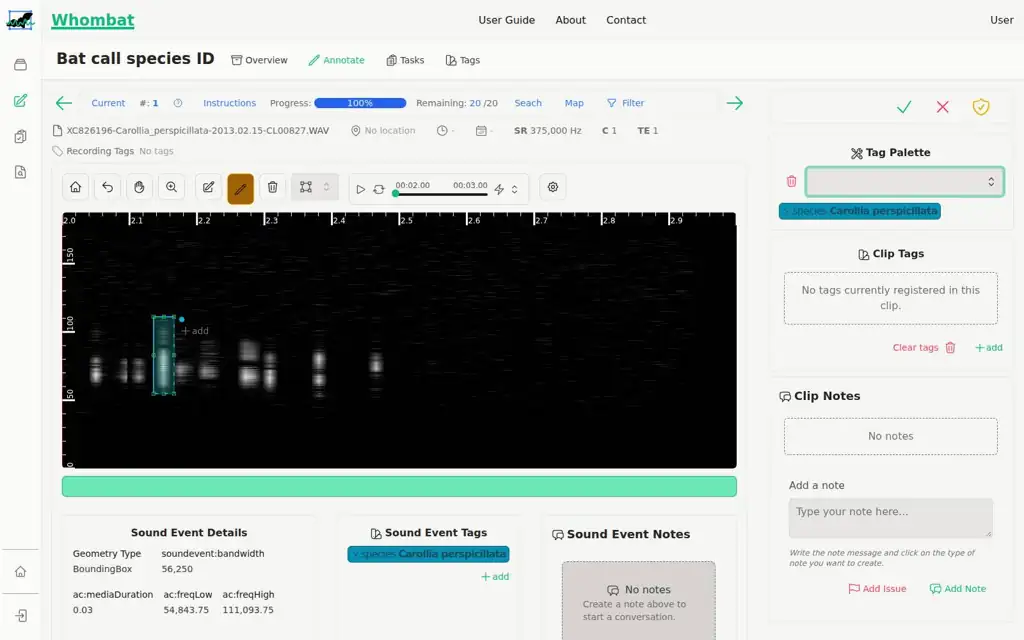 Whombat
User Guide
About
Contact
User
Bat call species ID
Overview
Annotate
Tasks
Tags
Current
#: 1
Instructions
Progress:
100%
Remaining: 20 /20
Seach
Map
Filter
XC826196-Carollia_perspicillata-2013.02.15-CL00827.WAV
No location
-
-
SR 375,000 Hz
C 1
TE 1
Recording Tags
No tags
00:02.00
00:03.00
2.0
2.1
2.2
2.3
2.4
2.5
2.6
2.7
2.8
2.9
150
100
50
0
+ add
Sound Event Details
Geometry Type
BoundingBox
soundevent:bandwidth
56,250
ac:mediaDuration
0.03
ac:freqLow
54,843.75
ac:freqHigh
111,093.75
Sound Event Tags
species Carollia perspicillata
+ add
Sound Event Notes
No notes
Create a note above to
start a conversation.
Tag Palette
species Carollia perspicillata
Clip Tags
No tags currently registered in this
clip.
Clear tags
+ add
Clip Notes
No notes
Add a note
Type your note here...
Write the note message and click on the type of
note you want to create.
Add Issue
Add Note